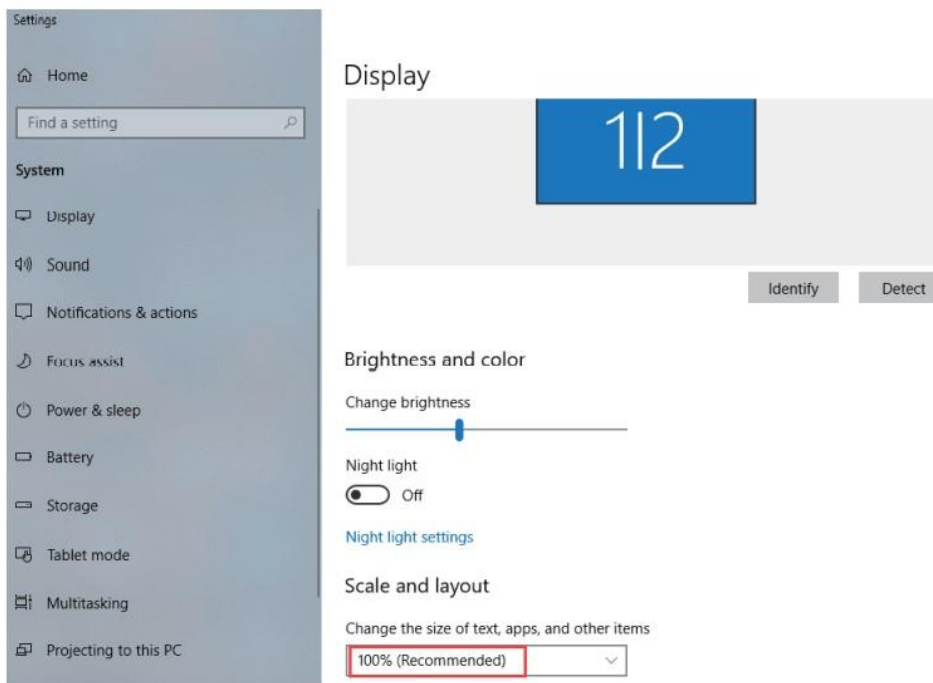 Settings
Home
Find a setting
System
Display
Sound
Notifications & actions
Focus assist
Power & sleep
Battery
Storage
Tablet mode
Multitasking
Projecting to this PC
Display
1|2
Identify
Detect
Brightness and color
Change brightness
Night light
Off
Night light settings
Scale and layout
Change the size of text, apps, and other items
100% (Recommended)